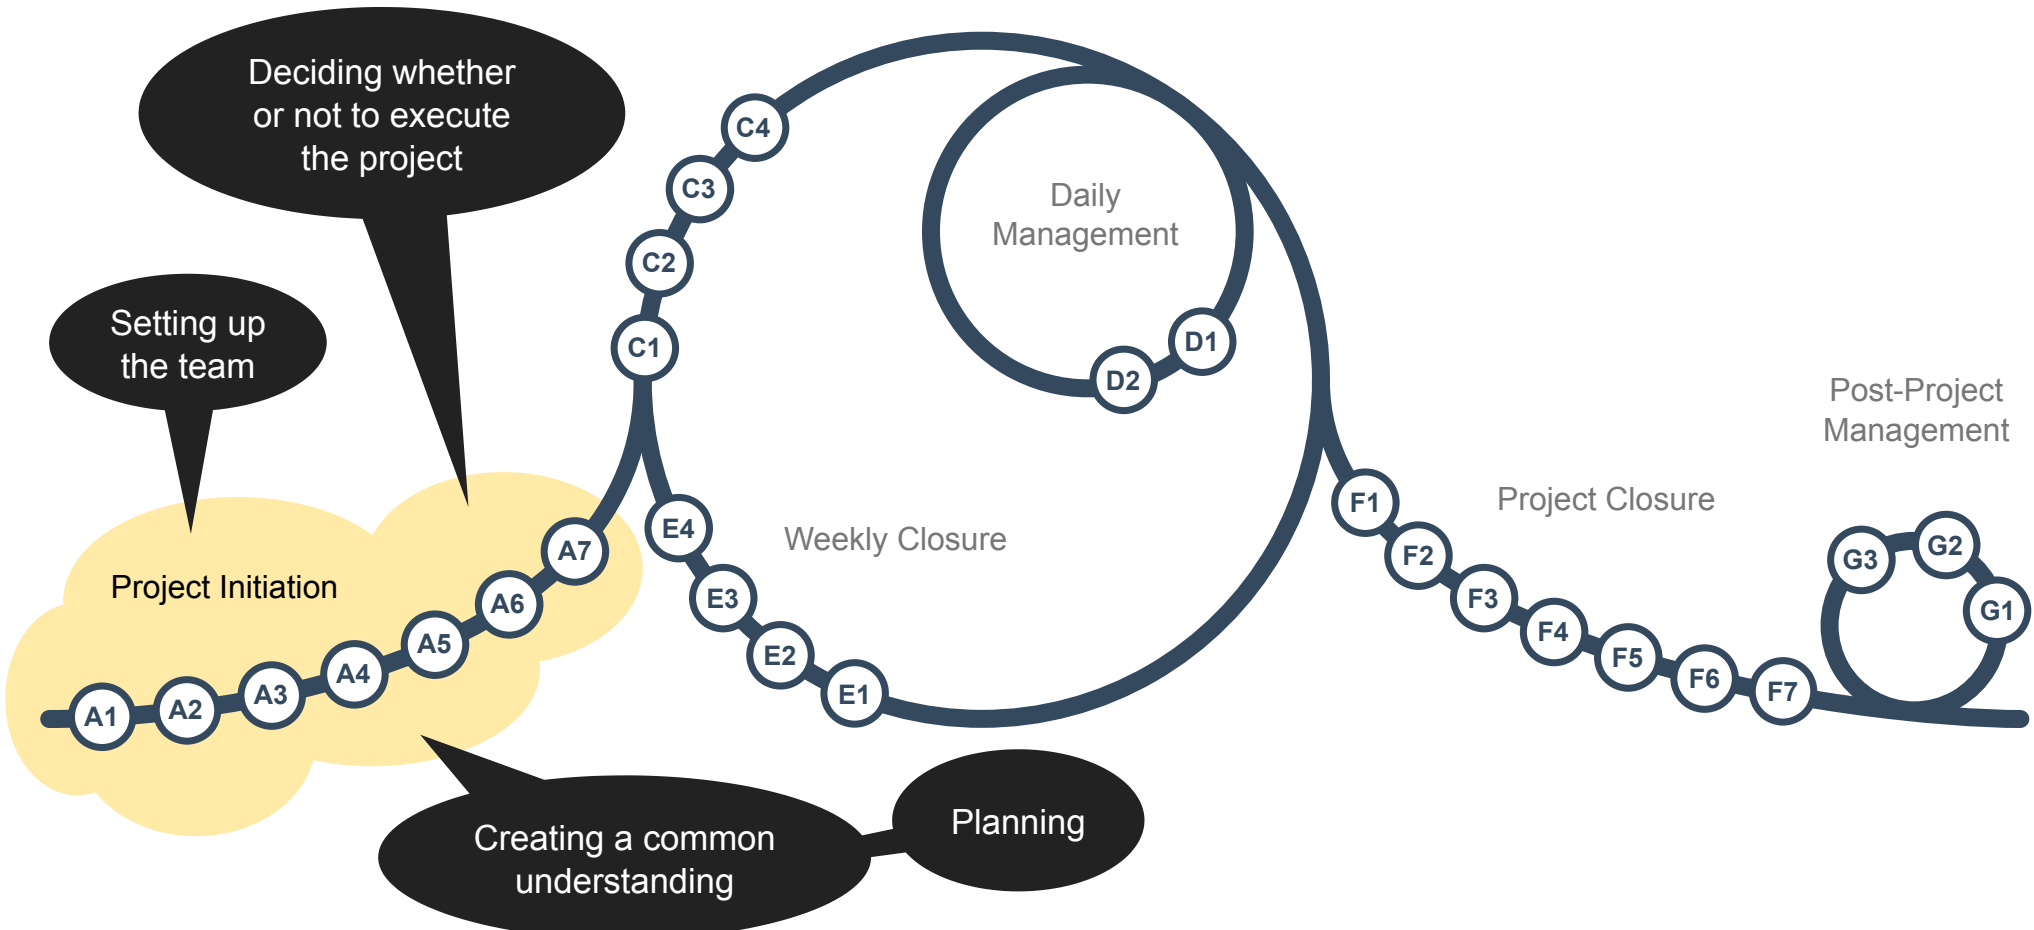 Deciding whether
or not to execute
the project
Setting up
the team
Project Initiation
A1
A2
A3
A4
A5
A6
A7
C1
C2
C3
C4
Daily
Management
D1
D2
Weekly Closure
E1
E2
E3
E4
Creating a common
understanding
Planning
Project Closure
F1
F2
F3
F4
F5
F6
F7
Post-Project
Management
G1
G2
G3